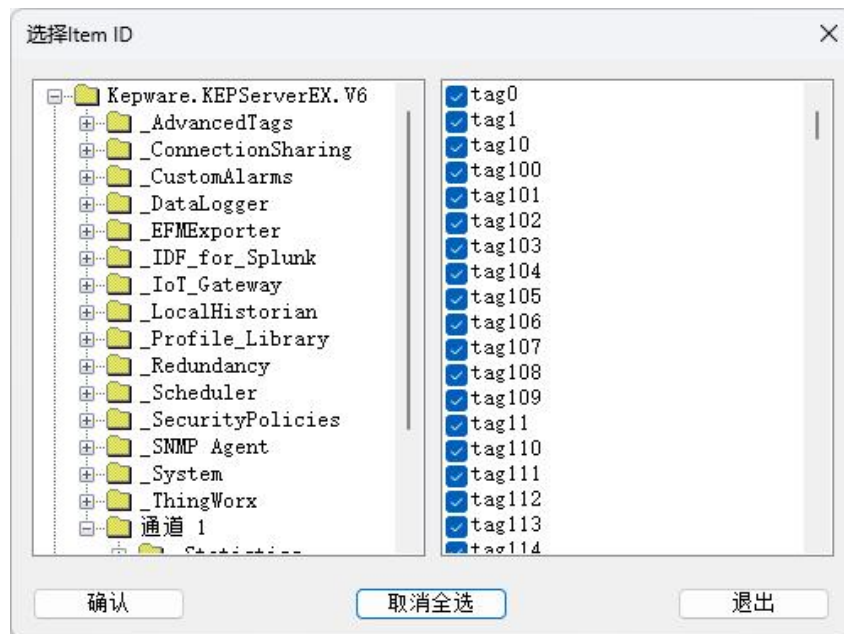 选择Item ID
Kepware.KEPServerEX.V6
_AdvancedTags
_ConnectionSharing
_CustomAlarms
_DataLogger
_EFMExporter
_IDF_for_Splunk
_IoT_Gateway
_LocalHistorian
_Profile_Library
_Redundancy
_Scheduler
_SecurityPolicies
_SNMP Agent
_System
_ThingWorx
通道 1
_Statistics
tag0
tag1
tag10
tag100
tag101
tag102
tag103
tag104
tag105
tag106
tag107
tag108
tag109
tag11
tag110
tag111
tag112
tag113
tag114
确认
取消全选
退出